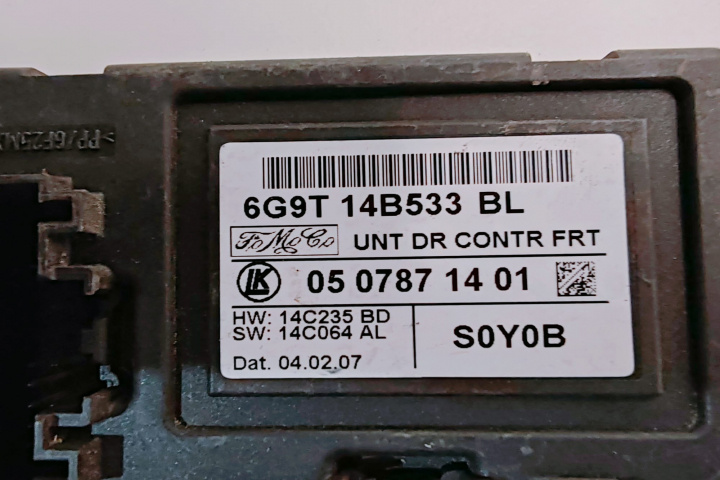 6G9T 14B533 BL
FoMoCo UNT DR CONTR FRT
LK 05 0787 14 01
HW: 14C235 BD
SW: 14C064 AL
S0Y0B
Dat. 04.02.07